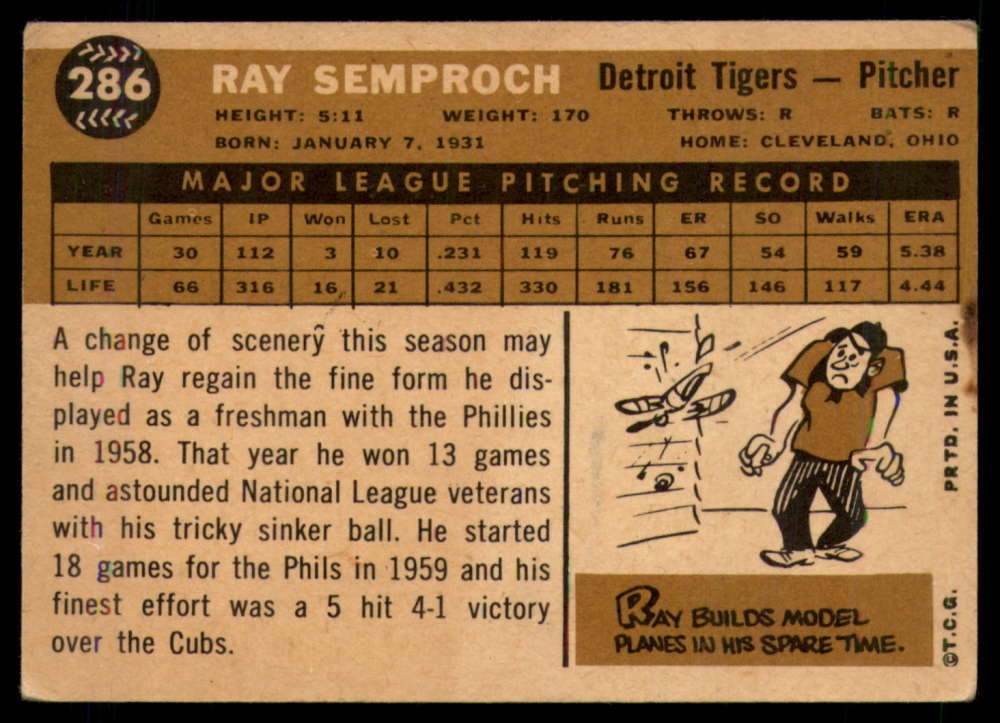 286
RAY SEMPROCH Detroit Tigers — Pitcher
HEIGHT: 5:11 WEIGHT: 170 THROWS: R BATS: R
BORN: JANUARY 7, 1931 HOME: CLEVELAND, OHIO
MAJOR LEAGUE PITCHING RECORD
Games IP Won Lost Pct Hits Runs ER SO Walks ERA
YEAR 30 112 3 10 .231 119 76 67 54 59 5.38
LIFE 66 316 16 21 .432 330 181 156 146 117 4.44
A change of scenery this season may
help Ray regain the fine form he dis-
played as a freshman with the Phillies
in 1958. That year he won 13 games
and astounded National League veterans
with his tricky sinker ball. He started
18 games for the Phils in 1959 and his
finest effort was a 5 hit 4-1 victory
over the Cubs.
RAY BUILDS MODEL
PLANES IN HIS SPARE TIME.
©T.C.G. PRTD. IN U.S.A.